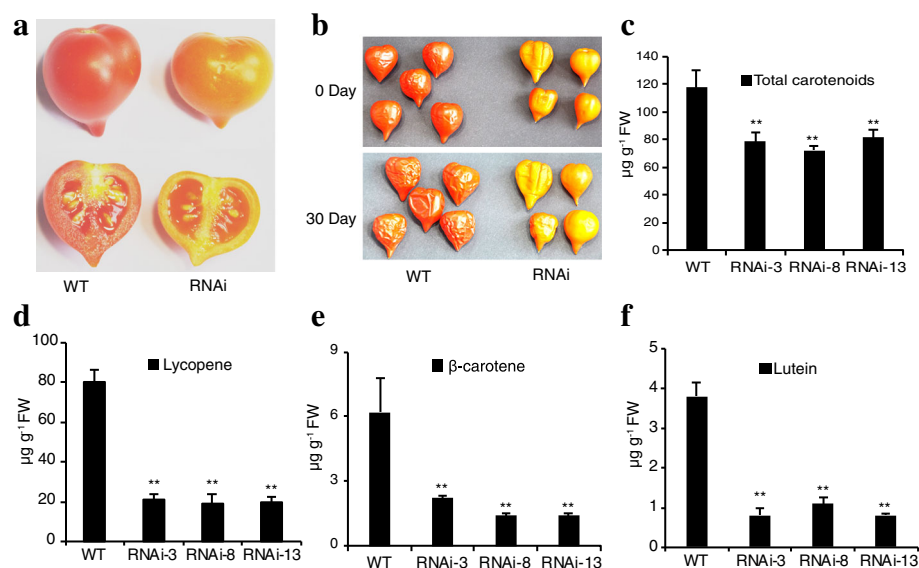 a
WT
RNAi
b
0 Day
30 Day
WT
RNAi
c
Total carotenoids
µg g⁻¹ FW
140
120
100
80
60
40
20
0
**
**
**
WT
RNAi-3
RNAi-8
RNAi-13
d
Lycopene
µg g⁻¹ FW
100
80
60
40
20
0
**
**
**
WT
RNAi-3
RNAi-8
RNAi-13
e
β-carotene
µg g⁻¹ FW
9
6
3
0
**
**
**
WT
RNAi-3
RNAi-8
RNAi-13
f
Lutein
µg g⁻¹ FW
5
4
3
2
1
0
**
**
**
WT
RNAi-3
RNAi-8
RNAi-13